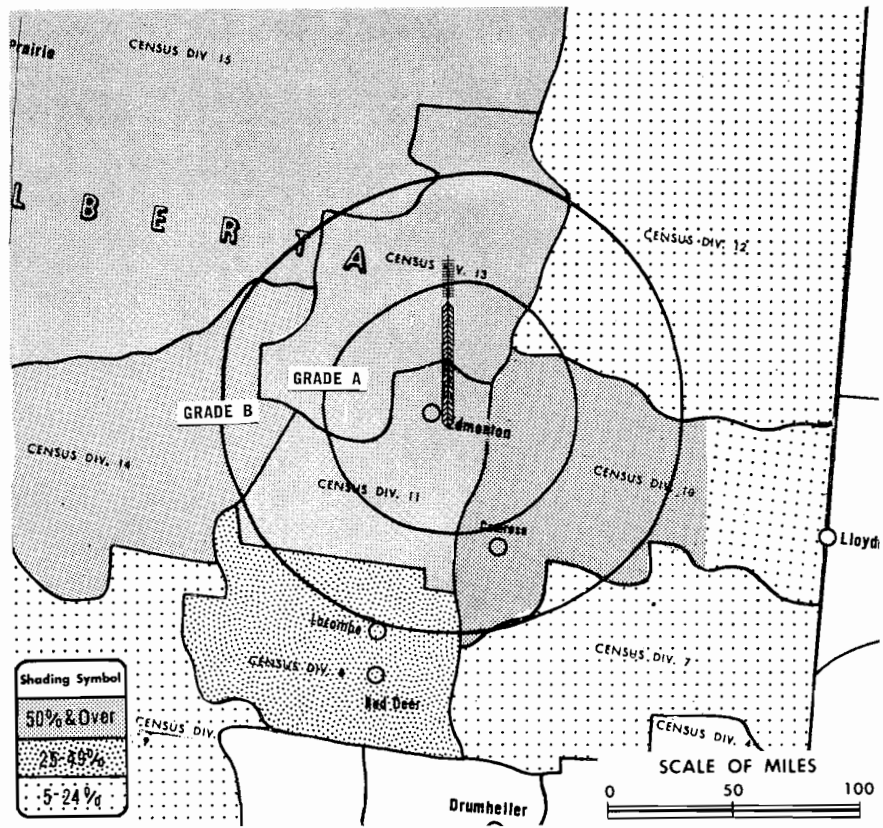 Prairie
CENSUS DIV 15
L B E R T A
CENSUS DIV. 12
CENSUS V. 13
GRADE A
GRADE B
Edmonton
CENSUS DIV. 14
CENSUS DIV. 11
CENSUS DIV. 10
Camrose
Lloyd
Lacombe
CENSUS DIV. 8
Red Deer
CENSUS DIV. 7
CENSUS DIV.
9
CENSUS DIV. 4
Shading Symbol
50% & Over
25-49%
5-24%
SCALE OF MILES
0 50 100
Drumheller